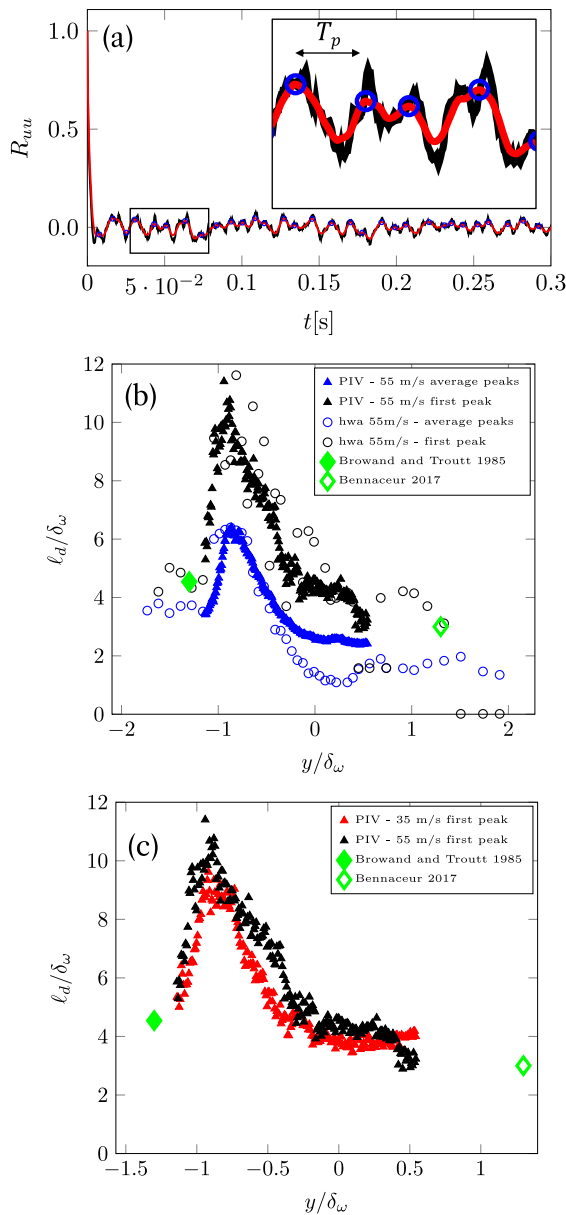 (a)
T_p
1.0
0.5
0.0
R_{uu}
0
5 · 10^{−2}
0.1
0.15
0.2
0.25
0.3
t[s]
(b)
PIV - 55 m/s average peaks
PIV - 55 m/s first peak
hwa 55m/s - average peaks
hwa 55m/s - first peak
Browand and Troutt 1985
Bennaceur 2017
12
10
8
6
4
2
0
ℓ_d/δ_ω
−2
−1
0
1
2
y/δ_ω
(c)
PIV - 35 m/s first peak
PIV - 55 m/s first peak
Browand and Troutt 1985
Bennaceur 2017
12
10
8
6
4
2
0
ℓ_d/δ_ω
−1.5
−1
−0.5
0
0.5
1
y/δ_ω